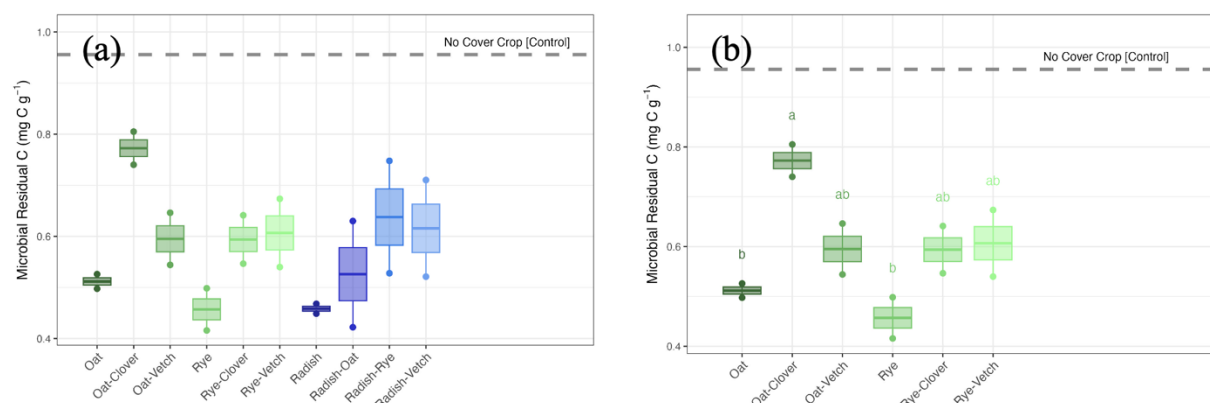 (a)
No Cover Crop [Control]
Microbial Residual C (mg C g⁻¹)
1.0
0.8
0.6
0.4
Oat
Oat-Clover
Oat-Vetch
Rye
Rye-Clover
Rye-Vetch
Radish
Radish-Oat
Radish-Rye
Radish-Vetch
(b)
No Cover Crop [Control]
Microbial Residual C (mg C g⁻¹)
1.0
0.8
0.6
0.4
b
a
ab
b
ab
ab
Oat
Oat-Clover
Oat-Vetch
Rye
Rye-Clover
Rye-Vetch